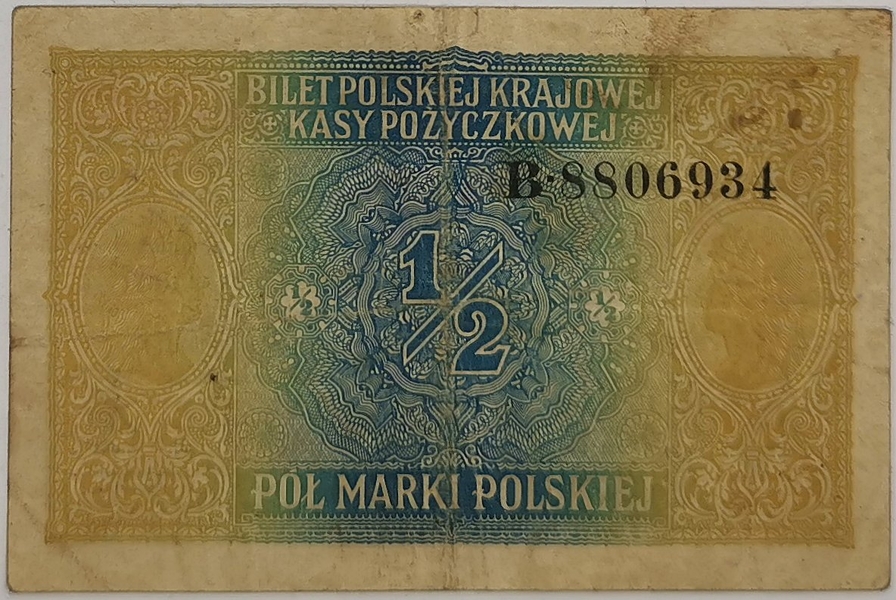 BILET POLSKIEJ KRAJOWEJ
KASY POŻYCZKOWEJ
B·8806934
1/2
1/2
1/2
PÓŁ MARKI POLSKIEJ